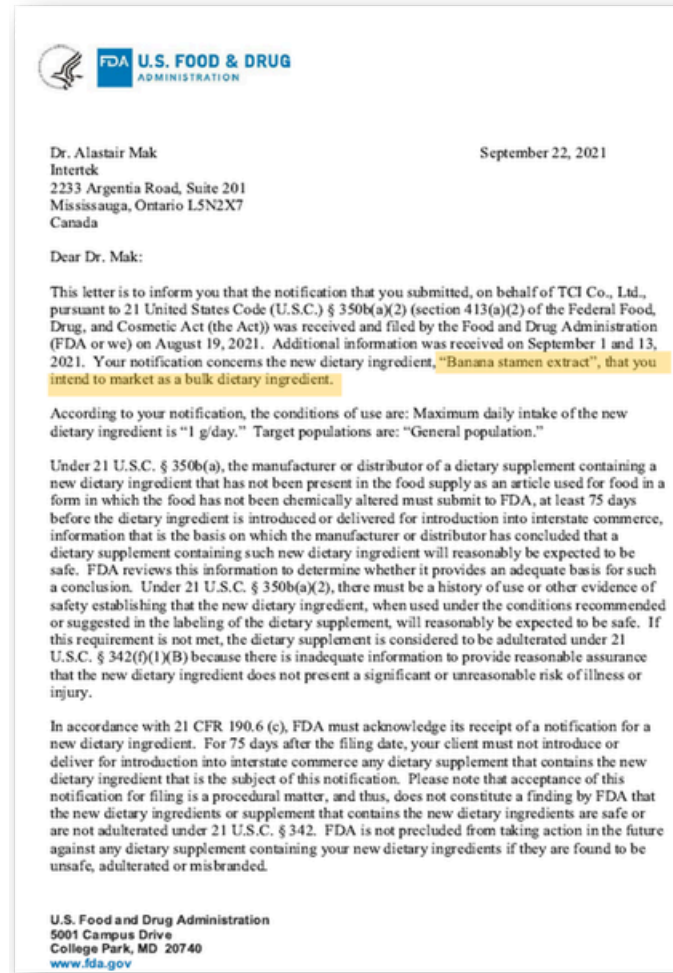 FDA U.S. FOOD & DRUG
ADMINISTRATION
Dr. Alastair Mak September 22, 2021
Intertek
2233 Argentia Road, Suite 201
Mississauga, Ontario L5N2X7
Canada
Dear Dr. Mak:
This letter is to inform you that the notification that you submitted, on behalf of TCI Co., Ltd.,
pursuant to 21 United States Code (U.S.C.) § 350b(a)(2) (section 413(a)(2) of the Federal Food,
Drug, and Cosmetic Act (the Act)) was received and filed by the Food and Drug Administration
(FDA or we) on August 19, 2021. Additional information was received on September 1 and 13,
2021. Your notification concerns the new dietary ingredient, “Banana stamen extract”, that you
intend to market as a bulk dietary ingredient.
According to your notification, the conditions of use are: Maximum daily intake of the new
dietary ingredient is “1 g/day.” Target populations are: “General population.”
Under 21 U.S.C. § 350b(a), the manufacturer or distributor of a dietary supplement containing a
new dietary ingredient that has not been present in the food supply as an article used for food in a
form in which the food has not been chemically altered must submit to FDA, at least 75 days
before the dietary ingredient is introduced or delivered for introduction into interstate commerce,
information that is the basis on which the manufacturer or distributor has concluded that a
dietary supplement containing such new dietary ingredient will reasonably be expected to be
safe. FDA reviews this information to determine whether it provides an adequate basis for such
a conclusion. Under 21 U.S.C. § 350b(a)(2), there must be a history of use or other evidence of
safety establishing that the new dietary ingredient, when used under the conditions recommended
or suggested in the labeling of the dietary supplement, will reasonably be expected to be safe. If
this requirement is not met, the dietary supplement is considered to be adulterated under 21
U.S.C. § 342(f)(1)(B) because there is inadequate information to provide reasonable assurance
that the new dietary ingredient does not present a significant or unreasonable risk of illness or
injury.
In accordance with 21 CFR 190.6 (c), FDA must acknowledge its receipt of a notification for a
new dietary ingredient. For 75 days after the filing date, your client must not introduce or
deliver for introduction into interstate commerce any dietary supplement that contains the new
dietary ingredient that is the subject of this notification. Please note that acceptance of this
notification for filing is a procedural matter, and thus, does not constitute a finding by FDA that
the new dietary ingredients or supplement that contains the new dietary ingredients are safe or
are not adulterated under 21 U.S.C. § 342. FDA is not precluded from taking action in the future
against any dietary supplement containing your new dietary ingredients if they are found to be
unsafe, adulterated or misbranded.
U.S. Food and Drug Administration
5001 Campus Drive
College Park, MD 20740
www.fda.gov